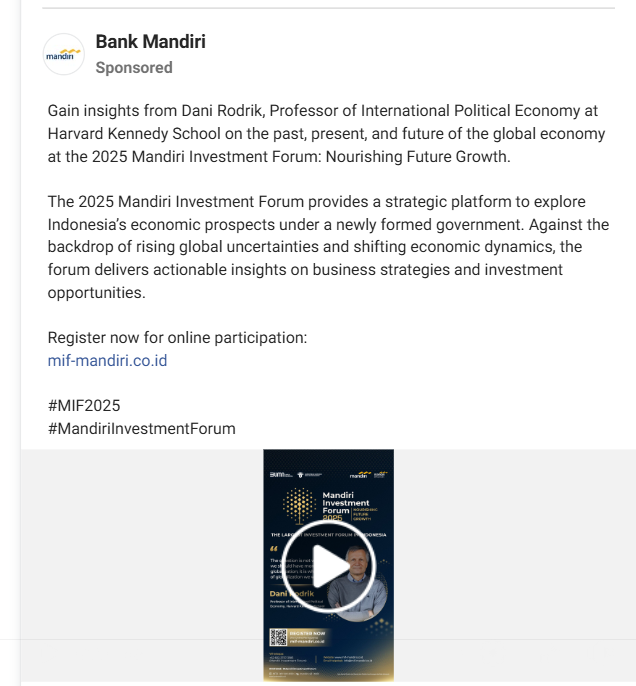 Bank Mandiri
mandiri
Sponsored
Gain insights from Dani Rodrik, Professor of International Political Economy at
Harvard Kennedy School on the past, present, and future of the global economy
at the 2025 Mandiri Investment Forum: Nourishing Future Growth.
The 2025 Mandiri Investment Forum provides a strategic platform to explore
Indonesia’s economic prospects under a newly formed government. Against the
backdrop of rising global uncertainties and shifting economic dynamics, the
forum delivers actionable insights on business strategies and investment
opportunities.
Register now for online participation:
mif-mandiri.co.id
#MIF2025
#MandiriInvestmentForum
mandiri
Mandiri
Investment
Forum
2025
NOURISHING
FUTURE
GROWTH
THE LARGEST INVESTMENT FORUM IN INDONESIA
Dani Rodrik
REGISTER NOW
mif-mandiri.co.id